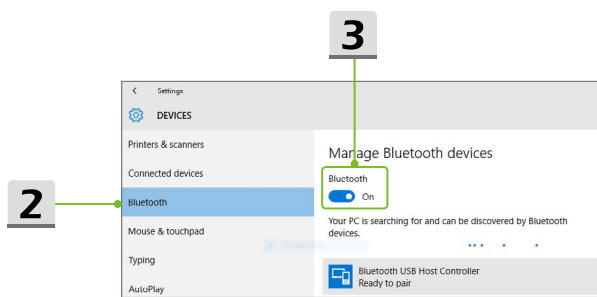 3
Settings
DEVICES
Printers & scanners
Connected devices
Bluetooth
Mouse & touchpad
Typing
AutoPlay
2
Manage Bluetooth devices
Bluetooth
On
Your PC is searching for and can be discovered by Bluetooth
devices.
Bluetooth USB Host Controller
Ready to pair